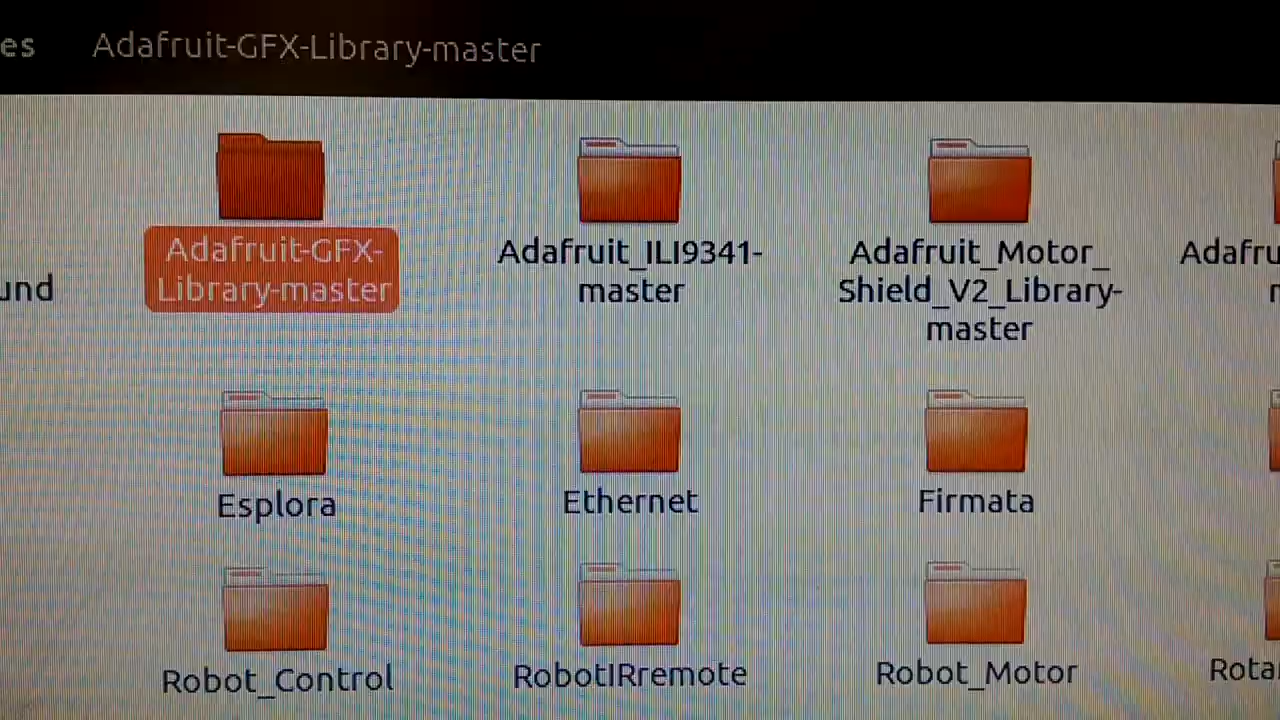 es Adafruit-GFX-Library-master
Adafruit-GFX-
Library-master
Adafruit_ILI9341-
master
Adafruit_Motor_
Shield_V2_Library-
master
Esplora
Ethernet
Firmata
Robot_Control
RobotIRremote
Robot_Motor